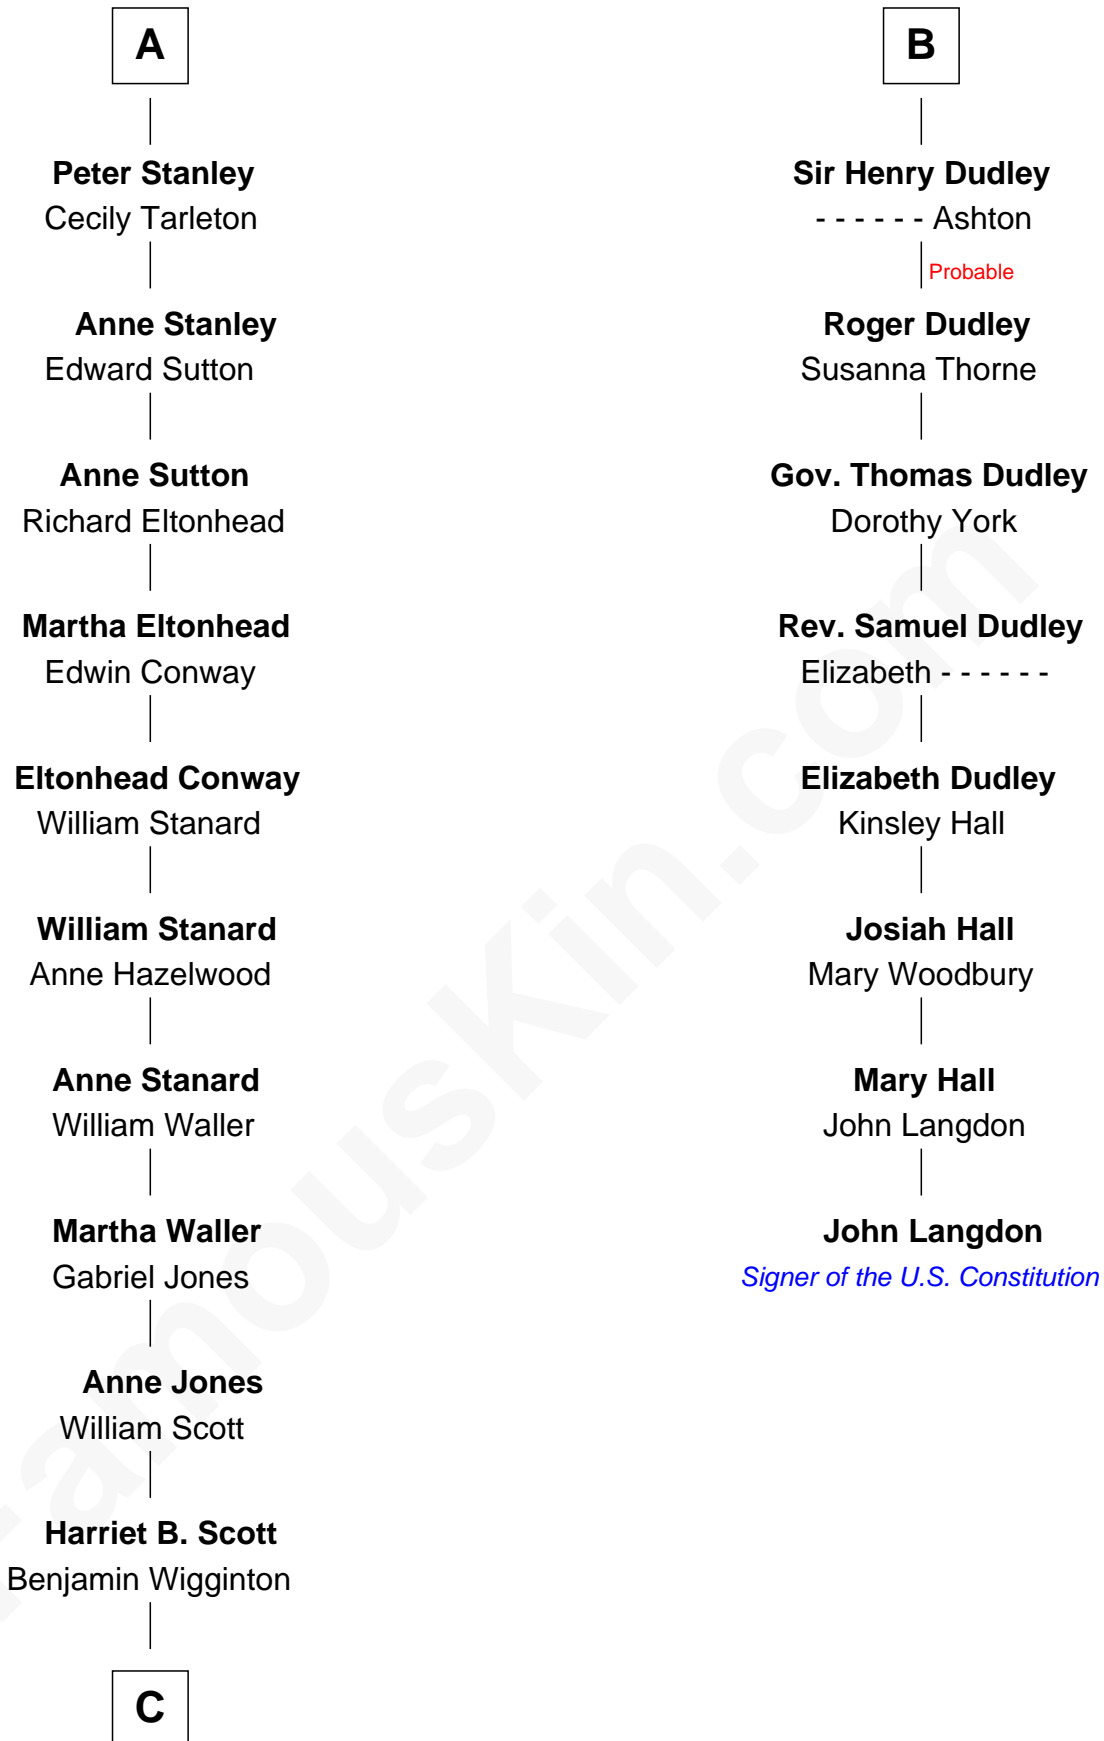 A
Peter Stanley
Cecily Tarleton
Anne Stanley
Edward Sutton
Anne Sutton
Richard Eltonhead
Martha Eltonhead
Edwin Conway
Eltonhead Conway
William Stanard
William Stanard
Anne Hazelwood
Anne Stanard
William Waller
Martha Waller
Gabriel Jones
Anne Jones
William Scott
Harriet B. Scott
Benjamin Wigginton
C
B
Sir Henry Dudley
- - - - - - Ashton
Probable
Roger Dudley
Susanna Thorne
Gov. Thomas Dudley
Dorothy York
Rev. Samuel Dudley
Elizabeth - - - - - -
Elizabeth Dudley
Kinsley Hall
Josiah Hall
Mary Woodbury
Mary Hall
John Langdon
John Langdon
Signer of the U.S. Constitution
FamousKin.com